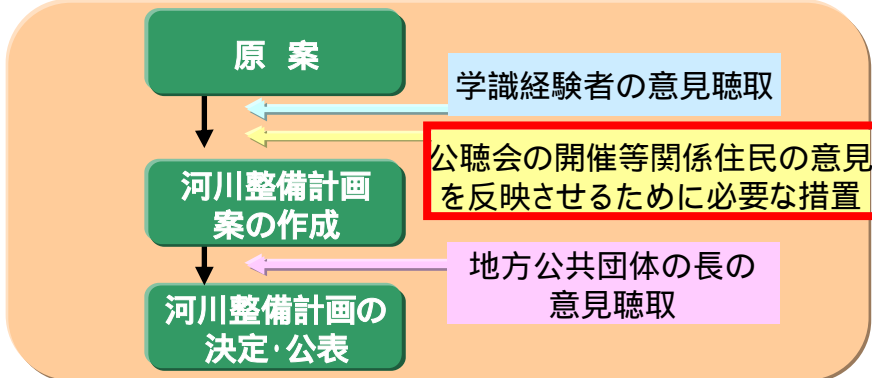 原 案
学識経験者の意見聴取
公聴会の開催等関係住民の意見
を反映させるために必要な措置
河川整備計画
案の作成
地方公共団体の長の
意見聴取
河川整備計画の
決定・公表